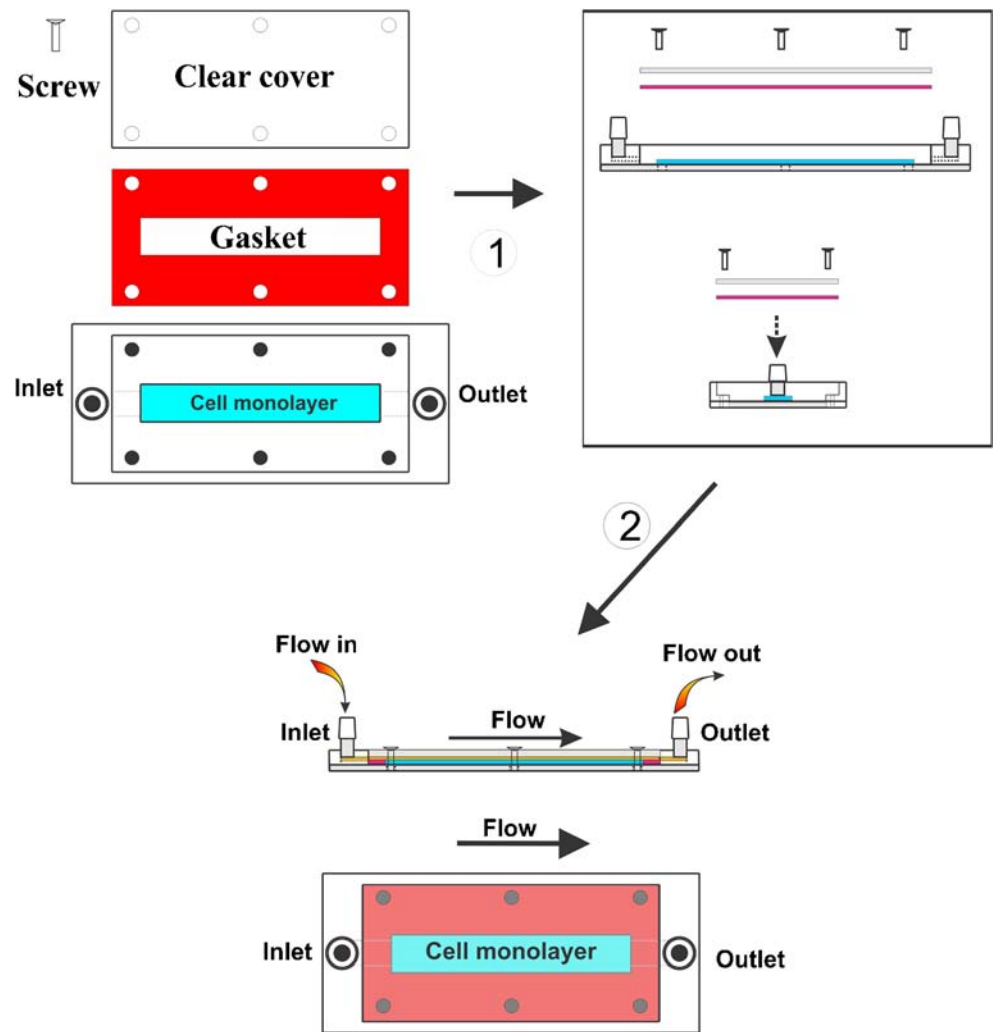 Screw
Clear cover
Gasket
1
Inlet
Cell monolayer
Outlet
2
Flow in
Flow out
Inlet
Flow
Outlet
Flow
Inlet
Cell monolayer
Outlet